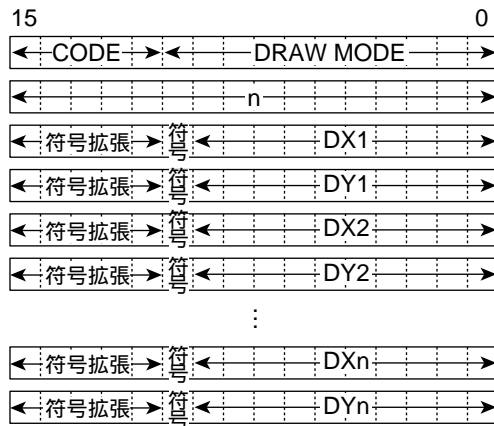 15 0
CODE DRAW MODE
n
符号拡張 符号 DX1
符号拡張 符号 DY1
符号拡張 符号 DX2
符号拡張 符号 DY2
⋮
符号拡張 符号 DXn
符号拡張 符号 DYn